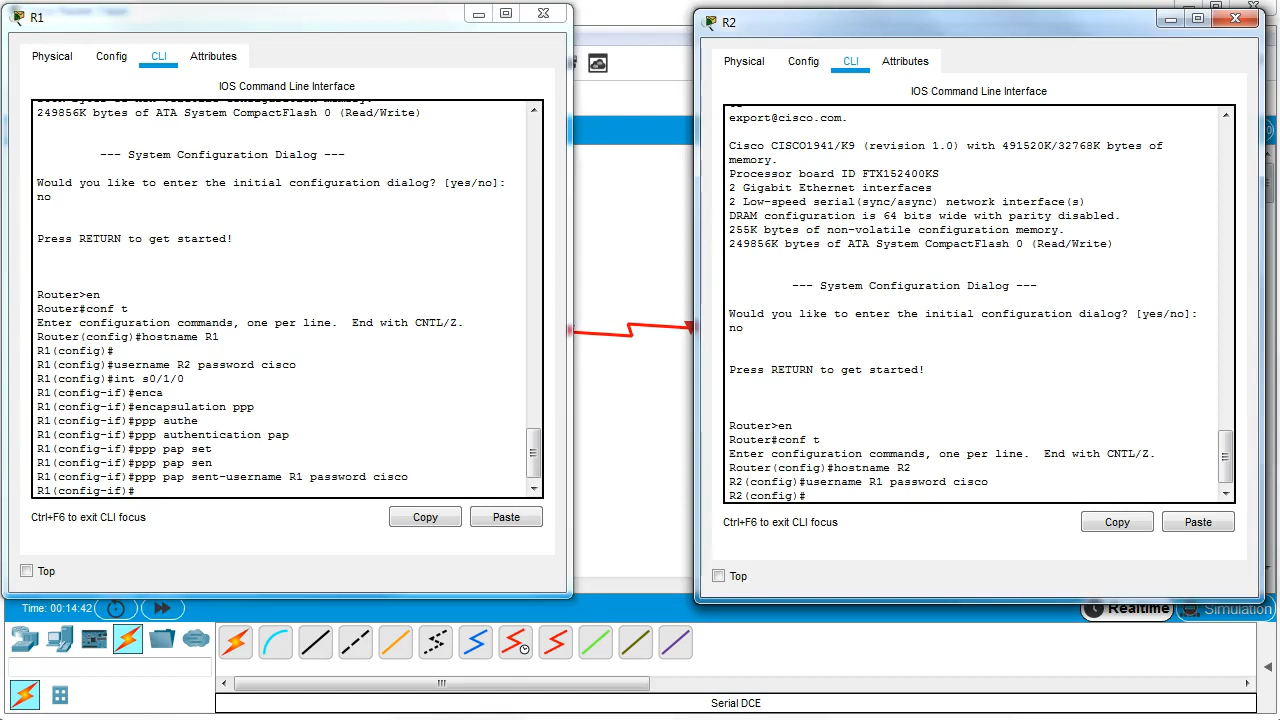 R1
Physical Config CLI Attributes
IOS Command Line Interface
249856K bytes of ATA System CompactFlash 0 (Read/Write)
--- System Configuration Dialog ---
Would you like to enter the initial configuration dialog? [yes/no]:
no
Press RETURN to get started!
Router>en
Router#conf t
Enter configuration commands, one per line.  End with CNTL/Z.
Router(config)#hostname R1
R1(config)#
R1(config)#username R2 password cisco
R1(config)#int s0/1/0
R1(config-if)#enca
R1(config-if)#encapsulation ppp
R1(config-if)#ppp authe
R1(config-if)#ppp authentication pap
R1(config-if)#ppp pap set
R1(config-if)#ppp pap sen
R1(config-if)#ppp pap sent-username R1 password cisco
R1(config-if)#
Ctrl+F6 to exit CLI focus
Copy
Paste
Top
R2
Physical Config CLI Attributes
IOS Command Line Interface
export@cisco.com.
Cisco CISCO1941/K9 (revision 1.0) with 491520K/32768K bytes of
memory.
Processor board ID FTX152400KS
2 Gigabit Ethernet interfaces
2 Low-speed serial(sync/async) network interface(s)
DRAM configuration is 64 bits wide with parity disabled.
255K bytes of non-volatile configuration memory.
249856K bytes of ATA System CompactFlash 0 (Read/Write)
--- System Configuration Dialog ---
Would you like to enter the initial configuration dialog? [yes/no]:
no
Press RETURN to get started!
Router>en
Router#conf t
Enter configuration commands, one per line.  End with CNTL/Z.
Router(config)#hostname R2
R2(config)#username R1 password cisco
R2(config)#
Ctrl+F6 to exit CLI focus
Copy
Paste
Top
Time: 00:14:42
Realtime
Simulation
Serial DCE